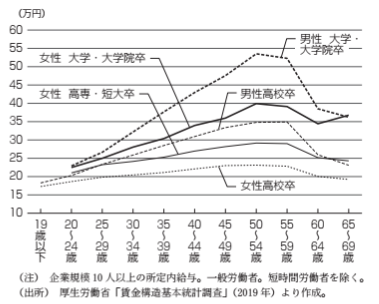 (万円)
60
55
50
45
40
35
30
25
20
15
10
男性 大学・
大学院卒
女性 大学・大学院卒
女性 高専・短大卒
男性高校卒
女性高校卒
19歳以下
20〜24歳
25〜29歳
30〜34歳
35〜39歳
40〜44歳
45〜49歳
50〜54歳
55〜59歳
60〜64歳
65〜69歳
(注) 企業規模10人以上の所定内給与。一般労働者。短時間労働者を除く。
(出所) 厚生労働省「賃金構造基本統計調査」(2019年)より作成。